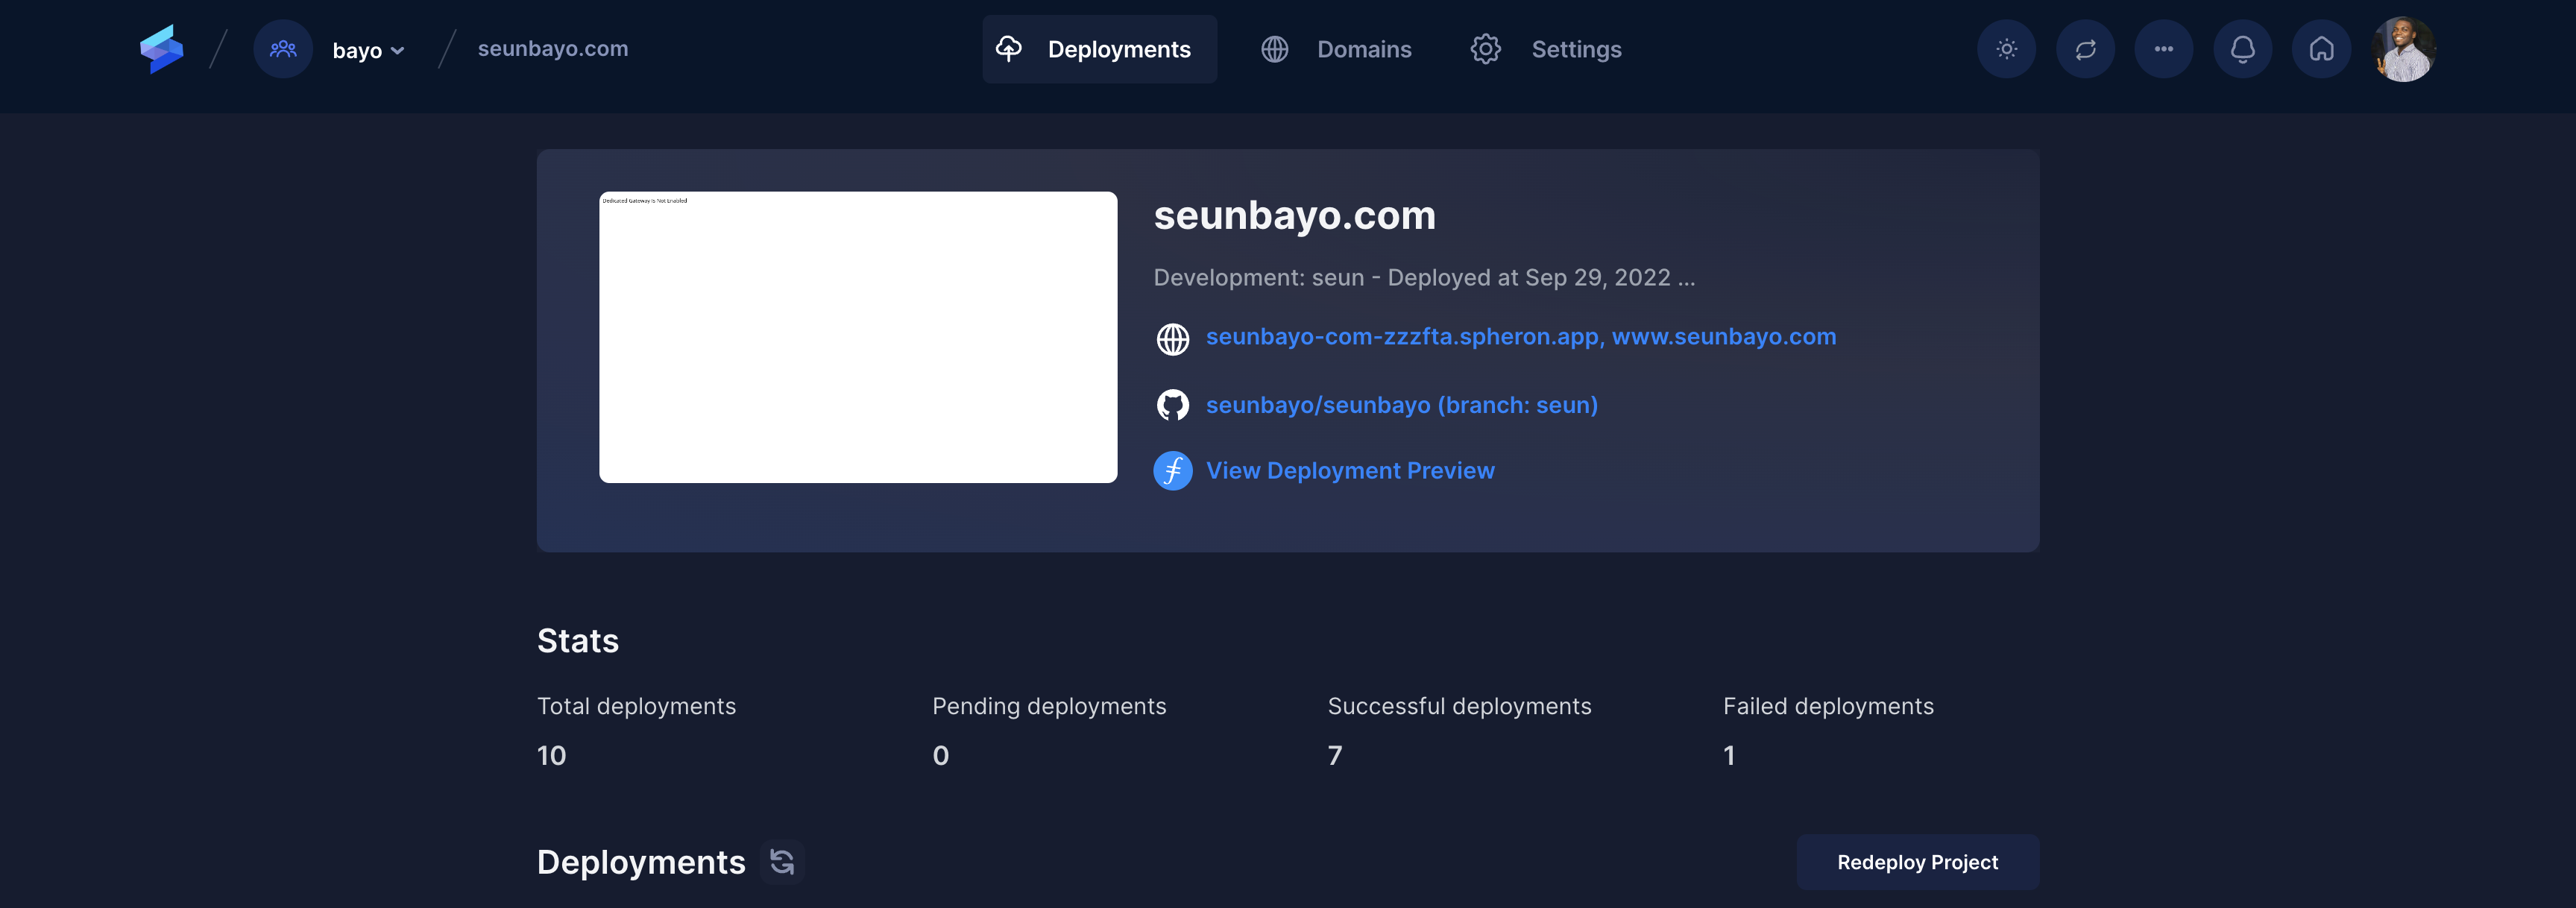 bayo
seunbayo.com
Deployments
Domains
Settings
Dedicated Gateway Is Not Enabled
seunbayo.com
Development: seun - Deployed at Sep 29, 2022 ...
seunbayo-com-zzzfta.spheron.app, www.seunbayo.com
seunbayo/seunbayo (branch: seun)
View Deployment Preview
Stats
Total deployments
Pending deployments
Successful deployments
Failed deployments
10
0
7
1
Deployments
Redeploy Project